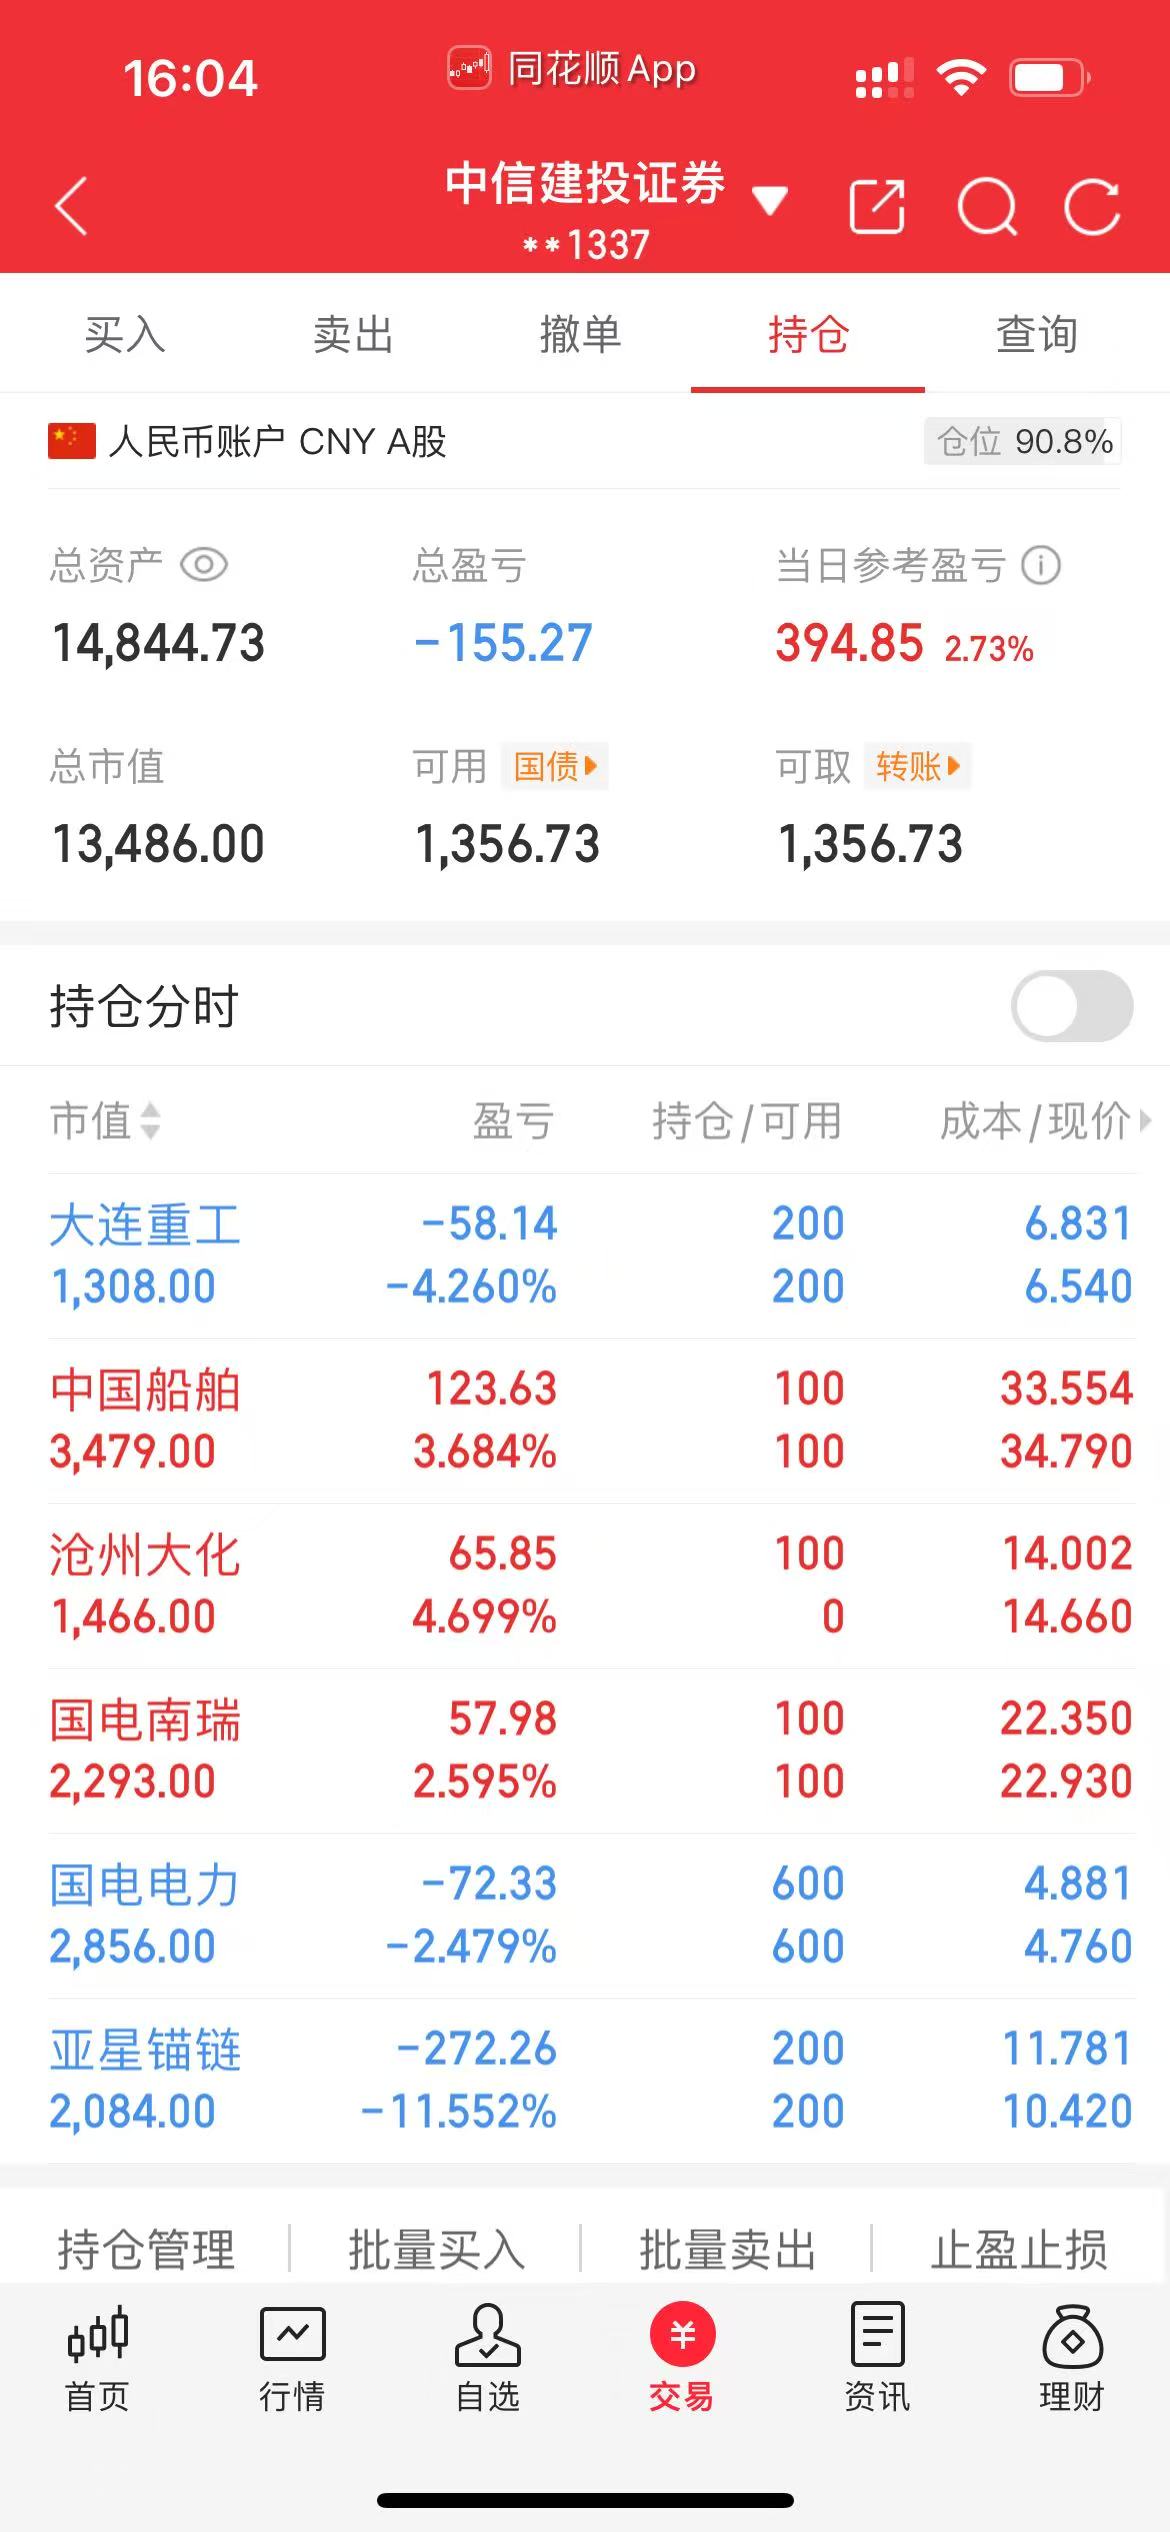 16:04 同花顺 App
中信建投证券
**1337
买入 卖出 撤单 持仓 查询
人民币账户 CNY A股 仓位 90.8%
总资产 总盈亏 当日参考盈亏
14,844.73 -155.27 394.85 2.73%
总市值 可用 国债 可取 转账
13,486.00 1,356.73 1,356.73
持仓分时
市值 盈亏 持仓/可用 成本/现价
大连重工 -58.14 200 6.831
1,308.00 -4.260% 200 6.540
中国船舶 123.63 100 33.554
3,479.00 3.684% 100 34.790
沧州大化 65.85 100 14.002
1,466.00 4.699% 0 14.660
国电南瑞 57.98 100 22.350
2,293.00 2.595% 100 22.930
国电电力 -72.33 600 4.881
2,856.00 -2.479% 600 4.760
亚星锚链 -272.26 200 11.781
2,084.00 -11.552% 200 10.420
持仓管理 批量买入 批量卖出 止盈止损
首页 行情 自选 交易 资讯 理财